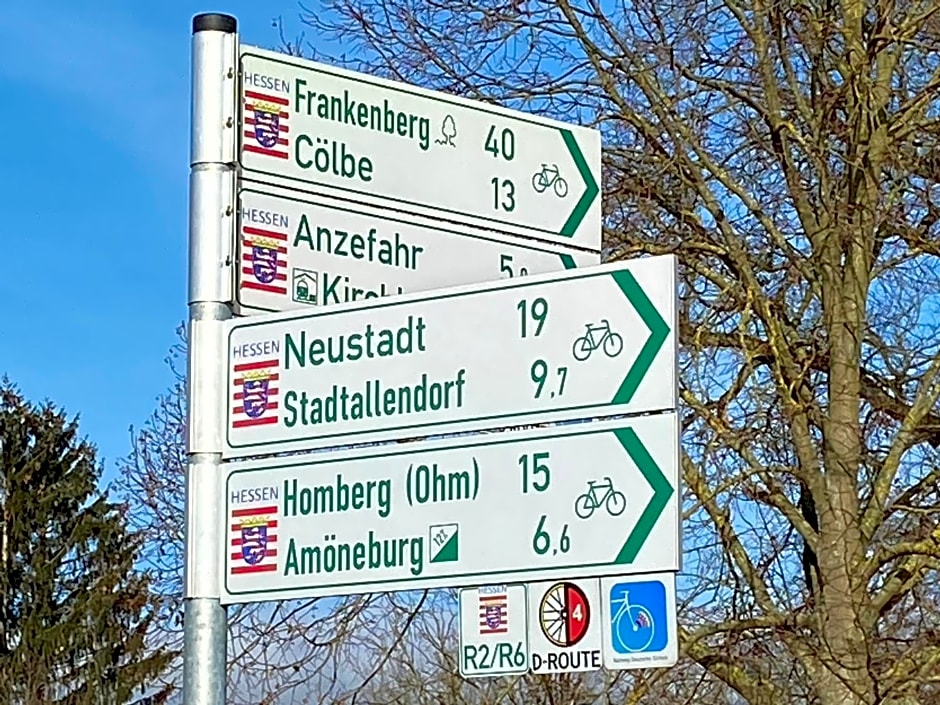 HESSEN Frankenberg 40
Cölbe 13
HESSEN Anzefahr
HESSEN Neustadt 19
Stadtallendorf 9,7
HESSEN Homberg (Ohm) 15
Amöneburg 12% 6,6
HESSEN
R2/R6
4
D-ROUTE